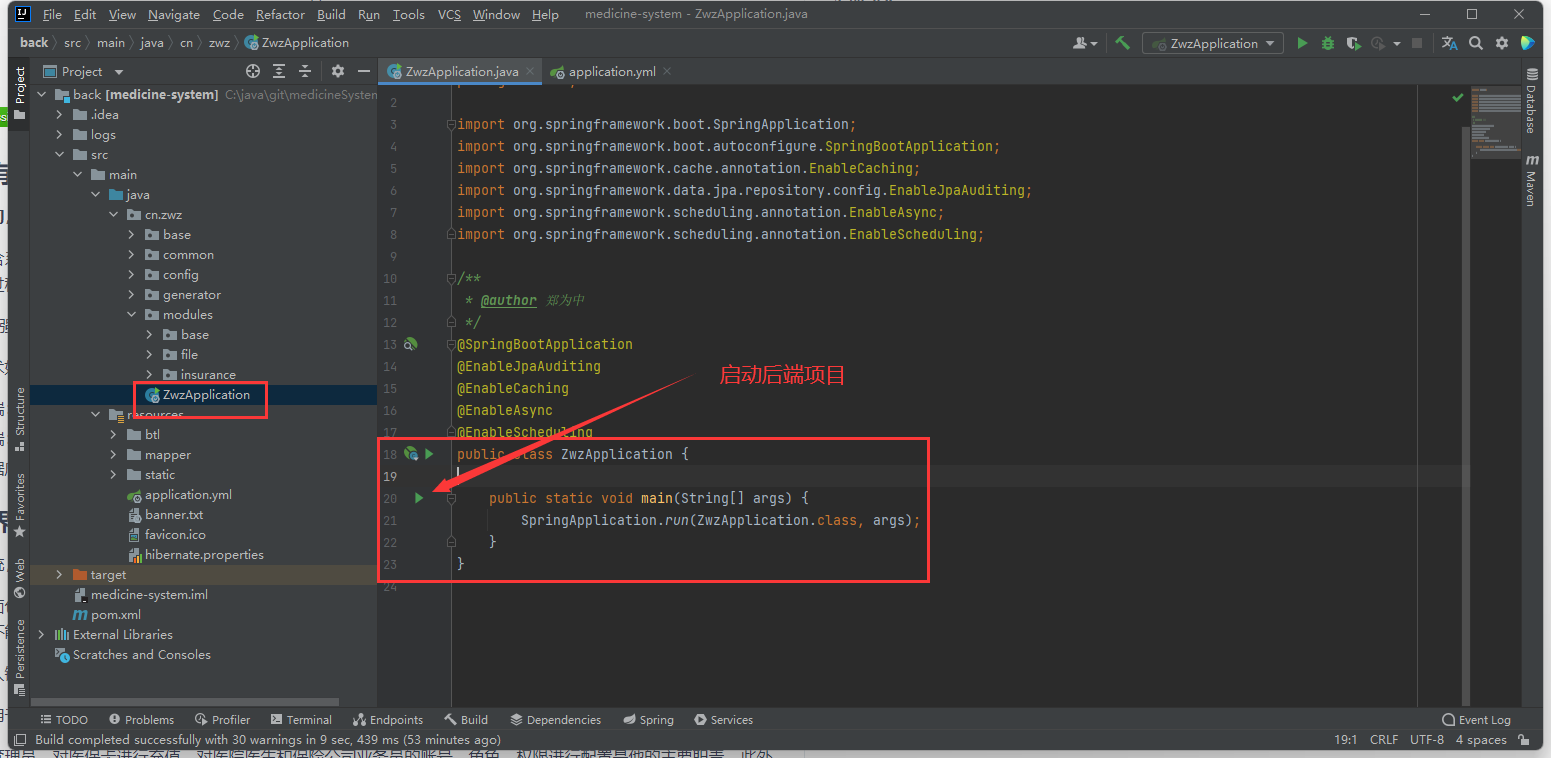 File Edit View Navigate Code Refactor Build Run Tools VCS Window Help medicine-system - ZwzApplication.java
back src main java cn zwz ZwzApplication
ZwzApplication
Project
ZwzApplication.java
application.yml
Project
Structure
Favorites
Web
Persistence
back [medicine-system] C:\java\git\medicineSystem
.idea
logs
src
main
java
cn.zwz
base
common
config
generator
modules
base
file
insurance
ZwzApplication
resources
btl
mapper
static
application.yml
banner.txt
favicon.ico
hibernate.properties
target
medicine-system.iml
pom.xml
External Libraries
Scratches and Consoles
2
3 import org.springframework.boot.SpringApplication;
4 import org.springframework.boot.autoconfigure.SpringBootApplication;
5 import org.springframework.cache.annotation.EnableCaching;
6 import org.springframework.data.jpa.repository.config.EnableJpaAuditing;
7 import org.springframework.scheduling.annotation.EnableAsync;
8 import org.springframework.scheduling.annotation.EnableScheduling;
9
10 /**
11 * @author 郑为中
12 */
13 @SpringBootApplication
14 @EnableJpaAuditing
15 @EnableCaching
16 @EnableAsync
17 @EnableScheduling
18 public class ZwzApplication {
19
20 public static void main(String[] args) {
21 SpringApplication.run(ZwzApplication.class, args);
22 }
23 }
24
启动后端项目
Database
Maven
TODO Problems Profiler Terminal Endpoints Build Dependencies Spring Services Event Log
Build completed successfully with 30 warnings in 9 sec, 439 ms (53 minutes ago) 19:1 CRLF UTF-8 4 spaces